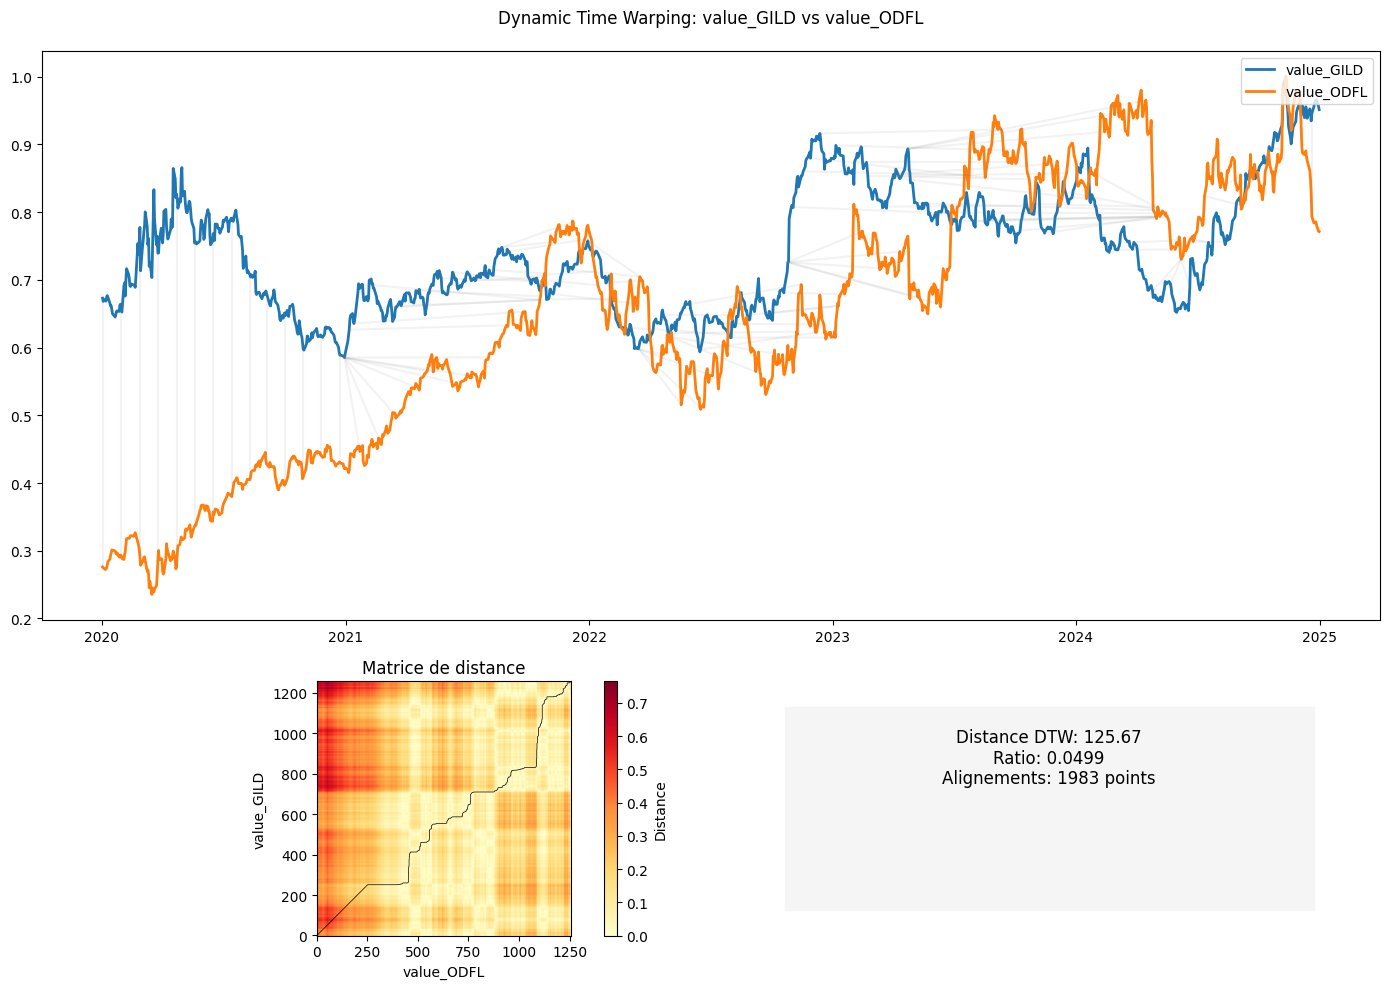 Dynamic Time Warping: value_GILD vs value_ODFL
value_GILD
value_ODFL
1.0
0.9
0.8
0.7
0.6
0.5
0.4
0.3
0.2
2020 2021 2022 2023 2024 2025
Matrice de distance
value_GILD
1200
1000
800
600
400
200
0
0 250 500 750 1000 1250
value_ODFL
0.7
0.6
0.5
0.4
0.3
0.2
0.1
0.0
Distance
Distance DTW: 125.67
Ratio: 0.0499
Alignements: 1983 points